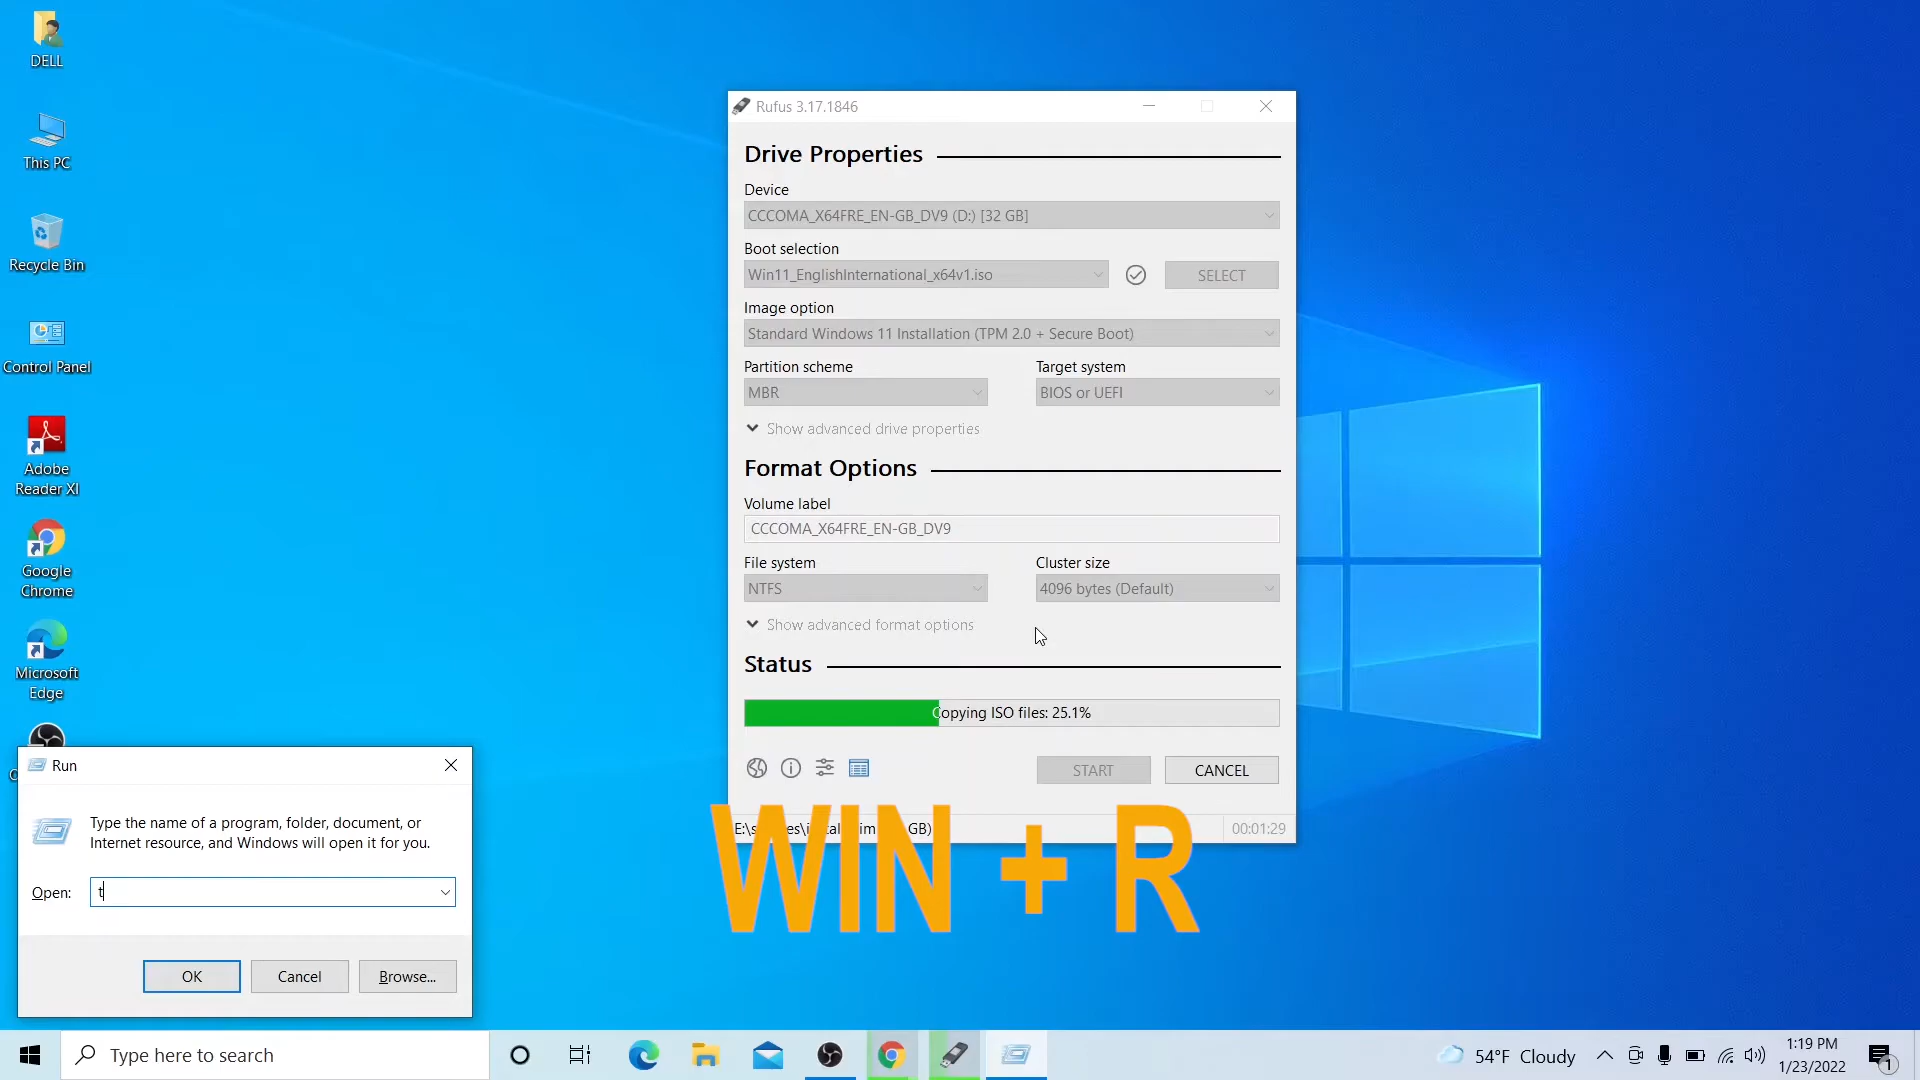 DELL
This PC
Recycle Bin
Control Panel
Adobe
Reader XI
Google
Chrome
Microsoft
Edge
Rufus 3.17.1846
Drive Properties
Device
CCCOMA_X64FRE_EN-GB_DV9 (D:) [32 GB]
Boot selection
Win11_EnglishInternational_x64v1.iso
SELECT
Image option
Standard Windows 11 Installation (TPM 2.0 + Secure Boot)
Partition scheme
Target system
MBR
BIOS or UEFI
Show advanced drive properties
Format Options
Volume label
CCCOMA_X64FRE_EN-GB_DV9
File system
Cluster size
NTFS
4096 bytes (Default)
Show advanced format options
Status
Copying ISO files: 25.1%
START
CANCEL
GB)
00:01:29
WIN + R
Run
Type the name of a program, folder, document, or
Internet resource, and Windows will open it for you.
Open:
t
OK
Cancel
Browse...
Type here to search
54°F Cloudy
1:19 PM
1/23/2022
1